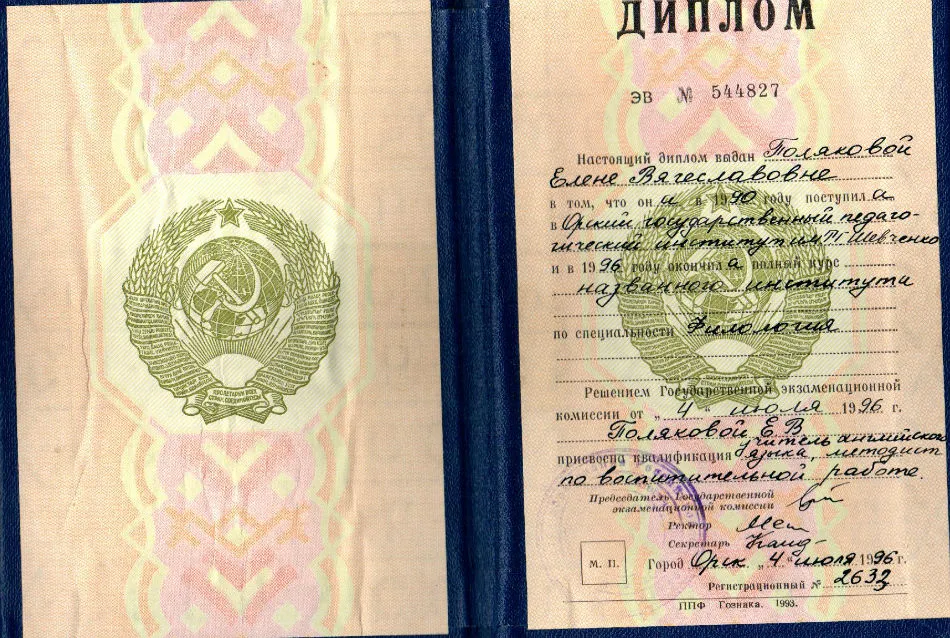 ДИПЛОМ
ЭВ № 544827
Настоящий диплом выдан Поляковой
Елене Вячеславовне
в том, что он а в 1990 году поступил а
в Орский государственный педаго-
гический институт им Т Г Шевченко
и в 1996 году окончил а полный курс
названного института
по специальности Филология
Решением Государственной экзаменационной
комиссии от „ 4 “ июля 1996 г.
Поляковой Е. В
присвоена квалификация учитель английского
языка, методист
по воспитательной работе.
Председатель Государственной
экзаменационной комиссии
Ректор
Секретарь
М. П. Город Орск „ 4 “ июля 1996 г.
Регистрационный № 2632
ППФ Гознака. 1993.